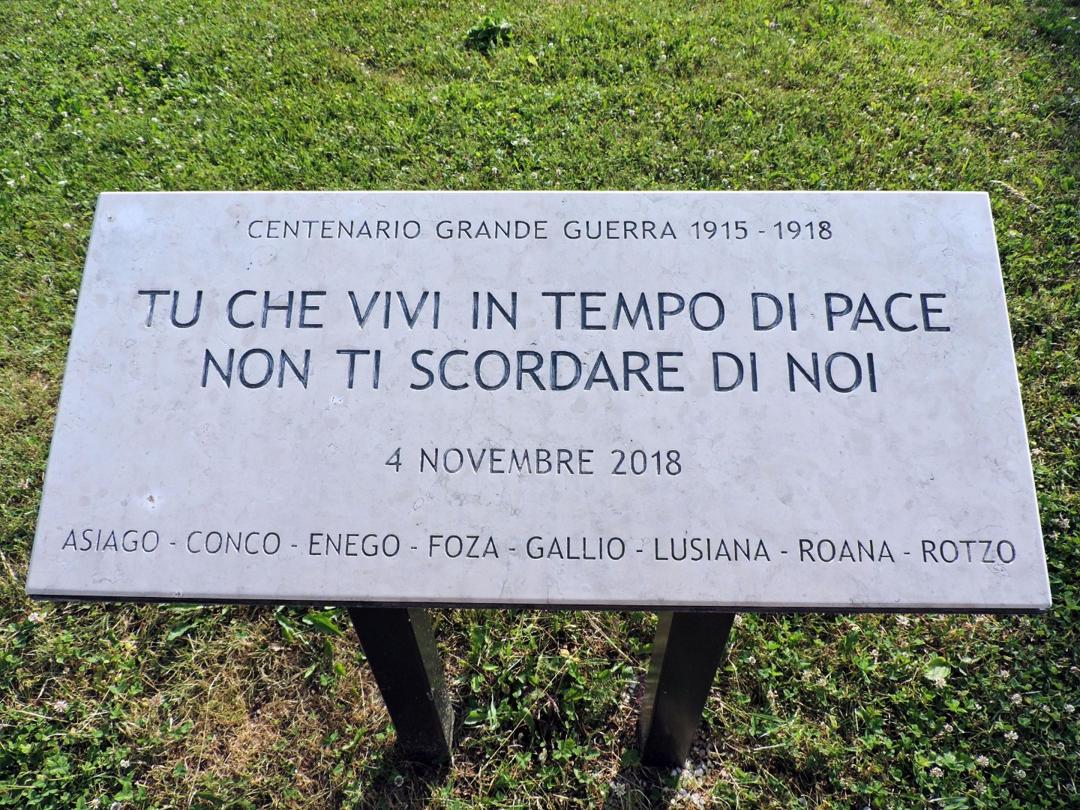 CENTENARIO GRANDE GUERRA 1915 - 1918
TU CHE VIVI IN TEMPO DI PACE
NON TI SCORDARE DI NOI
4 NOVEMBRE 2018
ASIAGO - CONCO - ENEGO - FOZA - GALLIO - LUSIANA - ROANA - ROTZO